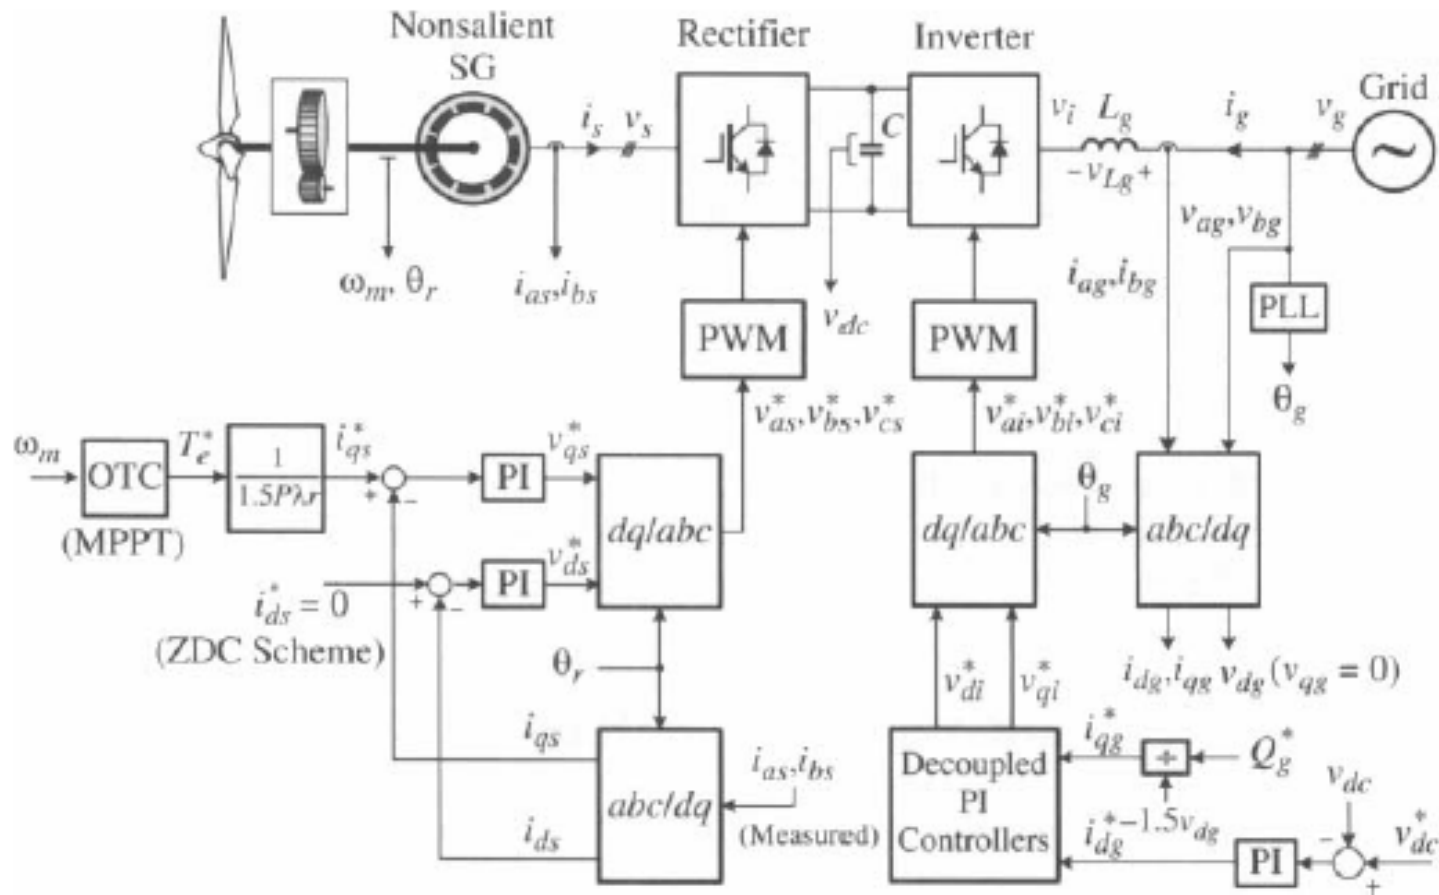 Nonsalient
SG
Rectifier
Inverter
Grid
i_s
v_s
C
v_i
L_g
i_g
v_g
-v_Lg+
v_ag,v_bg
ω_m, θ_r
i_as,i_bs
v_dc
i_ag,i_bg
PLL
θ_g
PWM
PWM
v*_as,v*_bs,v*_cs
v*_ai,v*_bi,v*_ci
ω_m
OTC
(MPPT)
T*_e
1
1.5Pλ_r
i*_qs
+
-
PI
v*_qs
dq/abc
dq/abc
θ_g
abc/dq
i*_ds = 0
(ZDC Scheme)
+
-
PI
v*_ds
θ_r
v*_di
v*_qi
i_dg,i_qg v_dg (v_qg = 0)
i_qs
i_ds
abc/dq
i_as,i_bs
(Measured)
Decoupled
PI
Controllers
i*_qg
÷
Q*_g
-1.5v_dg
i*_dg
PI
v_dc
-
+
v*_dc